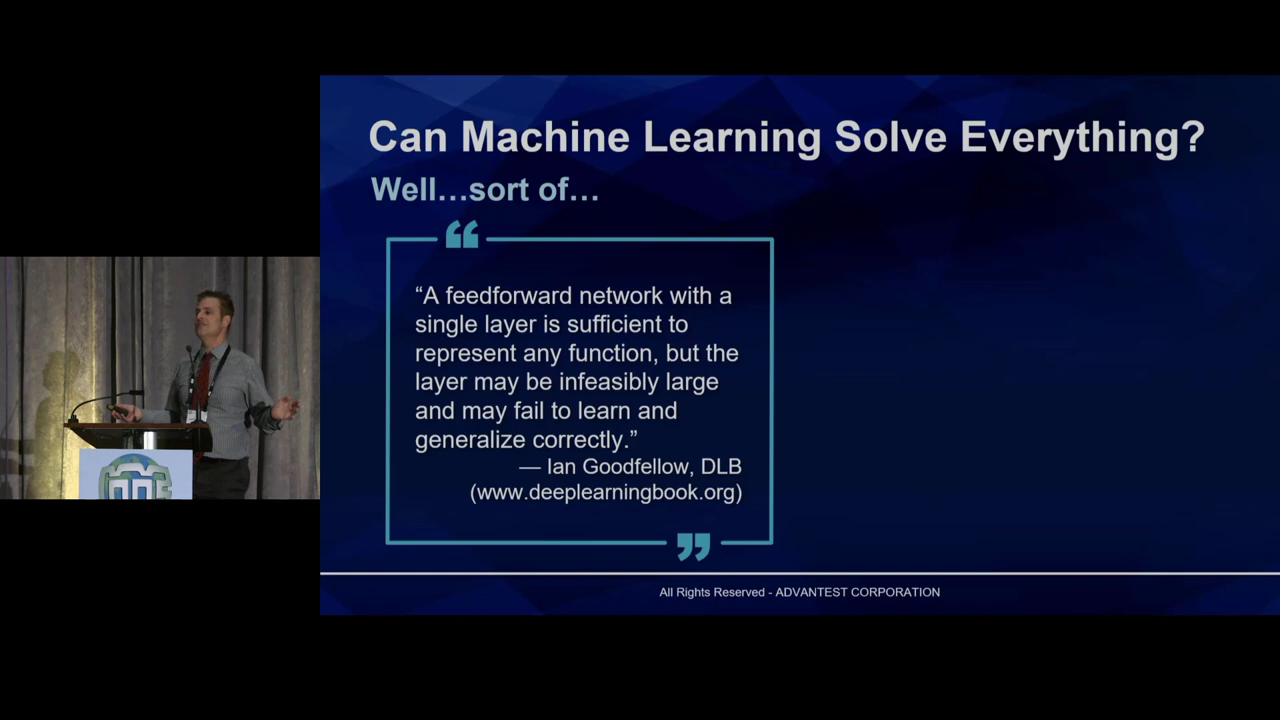 Can Machine Learning Solve Everything?
Well…sort of…
“A feedforward network with a
single layer is sufficient to
represent any function, but the
layer may be infeasibly large
and may fail to learn and
generalize correctly.”
— Ian Goodfellow, DLB
(www.deeplearningbook.org)
All Rights Reserved - ADVANTEST CORPORATION